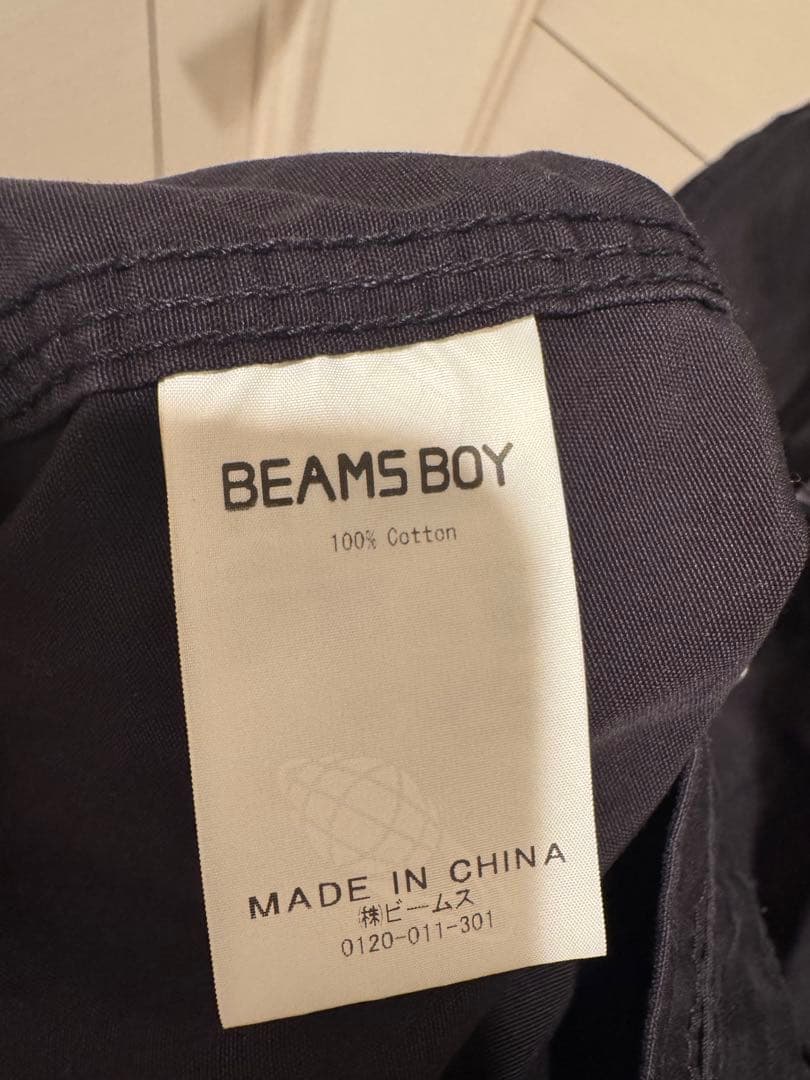 BEAMS BOY
100% Cotton
MADE IN CHINA
㈱ビームス
0120-011-301